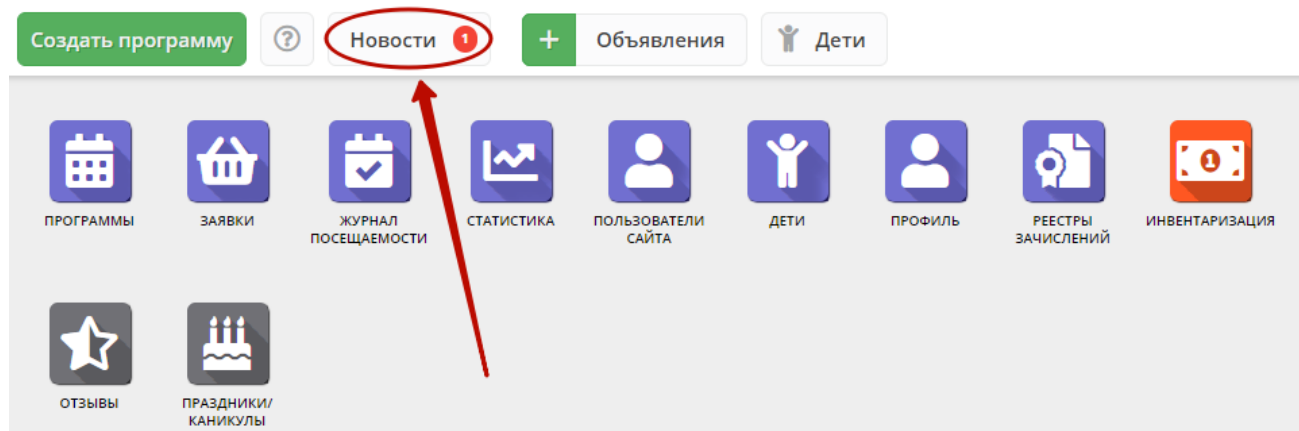 Создать программу
?
Новости 1
+ Объявления
Дети
ПРОГРАММЫ
ЗАЯВКИ
ЖУРНАЛ
ПОСЕЩАЕМОСТИ
СТАТИСТИКА
ПОЛЬЗОВАТЕЛИ
САЙТА
ДЕТИ
ПРОФИЛЬ
РЕЕСТРЫ
ЗАЧИСЛЕНИЙ
1
ИНВЕНТАРИЗАЦИЯ
ОТЗЫВЫ
ПРАЗДНИКИ/
КАНИКУЛЫ